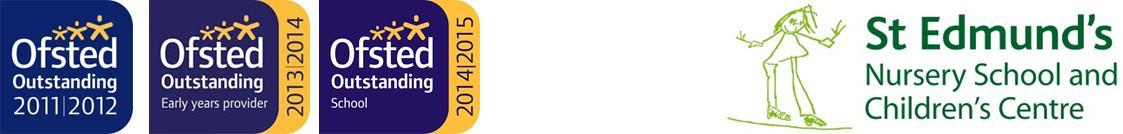 Ofsted
Outstanding
2011|2012
Ofsted
Outstanding
Early years provider
2013|2014
Ofsted
Outstanding
School
2014|2015
St Edmund's
Nursery School and
Children's Centre